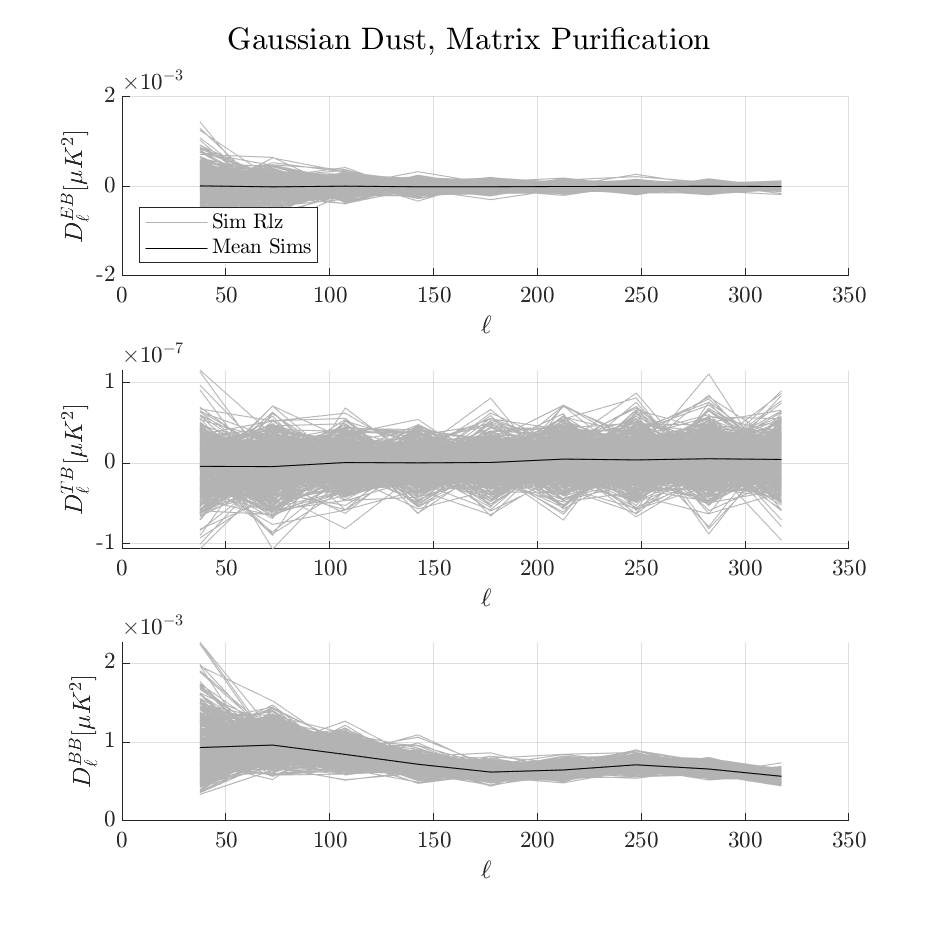 Gaussian Dust, Matrix Purification
×10⁻³
D_ℓ^{EB}[μK²]
2
0
-2
Sim Rlz
Mean Sims
0 50 100 150 200 250 300 350
ℓ
×10⁻⁷
D_ℓ^{TB}[μK²]
1
0
-1
0 50 100 150 200 250 300 350
ℓ
×10⁻³
D_ℓ^{BB}[μK²]
2
1
0
0 50 100 150 200 250 300 350
ℓ